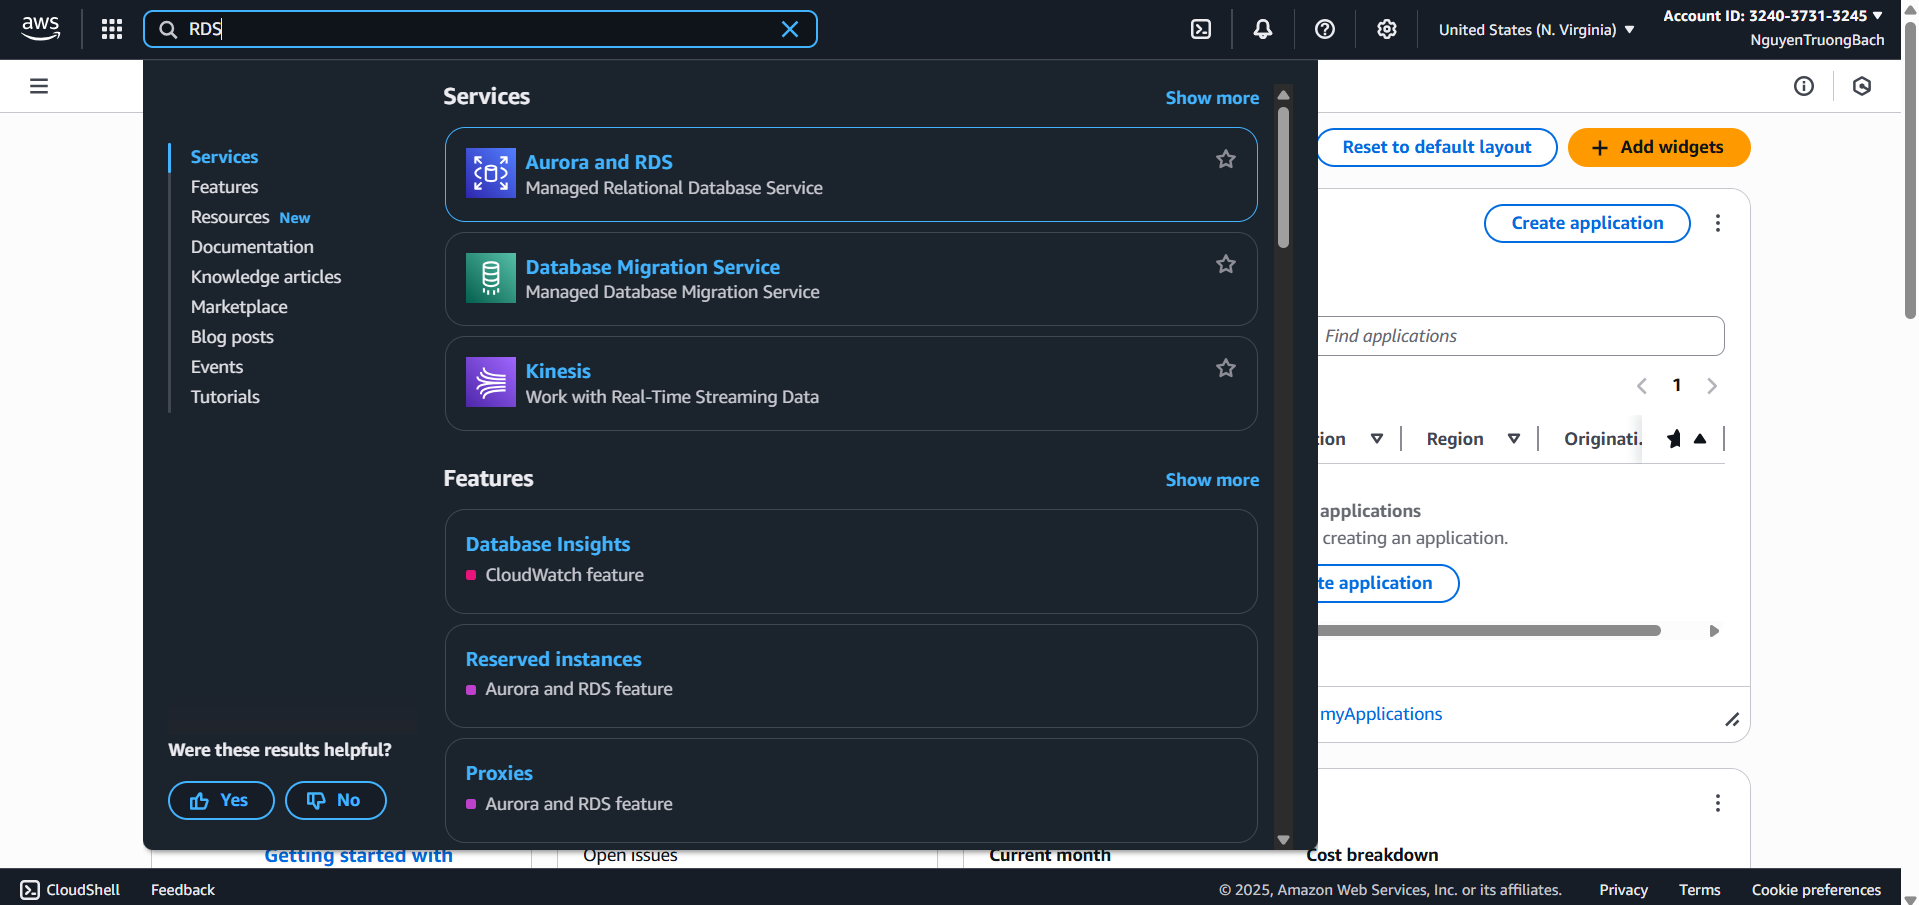 aws
RDS
United States (N. Virginia)
Account ID: 3240-3731-3245
NguyenTruongBach
Services
Features
Resources New
Documentation
Knowledge articles
Marketplace
Blog posts
Events
Tutorials
Were these results helpful?
Yes
No
Services
Show more
Aurora and RDS
Managed Relational Database Service
Database Migration Service
Managed Database Migration Service
Kinesis
Work with Real-Time Streaming Data
Features
Show more
Database Insights
CloudWatch feature
Reserved instances
Aurora and RDS feature
Proxies
Aurora and RDS feature
Reset to default layout
Add widgets
Create application
Find applications
1
tion
Region
Originati.
applications
creating an application.
te application
myApplications
Getting started with
Open issues
Current month
Cost breakdown
CloudShell
Feedback
© 2025, Amazon Web Services, Inc. or its affiliates.
Privacy
Terms
Cookie preferences